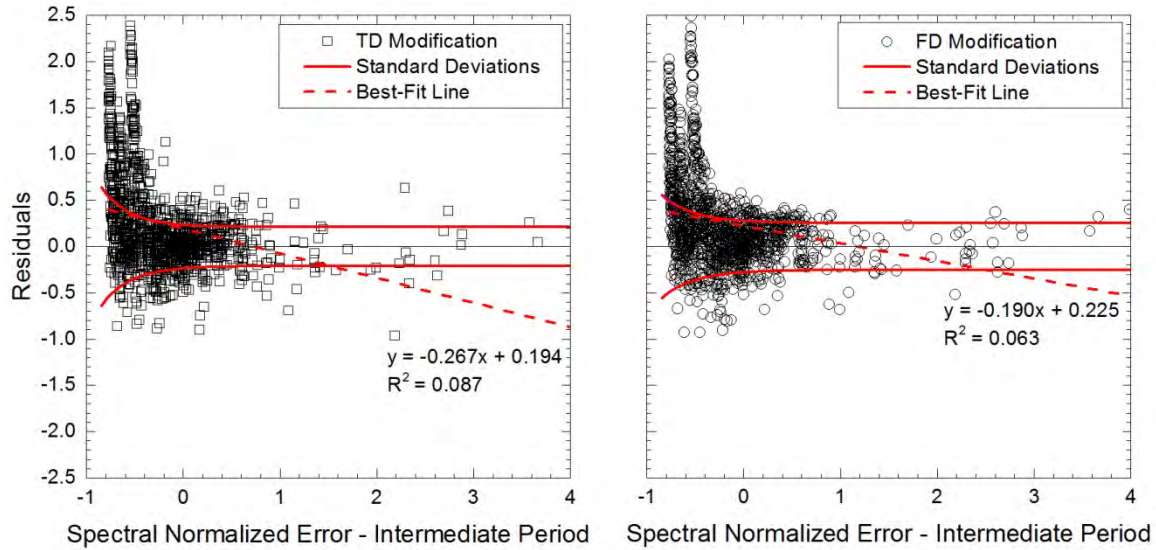 2.5
2.0
1.5
1.0
0.5
0.0
-0.5
-1.0
-1.5
-2.0
-2.5
Residuals
TD Modification
Standard Deviations
Best-Fit Line
y = -0.267x + 0.194
R² = 0.087
-1 0 1 2 3 4
Spectral Normalized Error - Intermediate Period
FD Modification
Standard Deviations
Best-Fit Line
y = -0.190x + 0.225
R² = 0.063
-1 0 1 2 3 4
Spectral Normalized Error - Intermediate Period